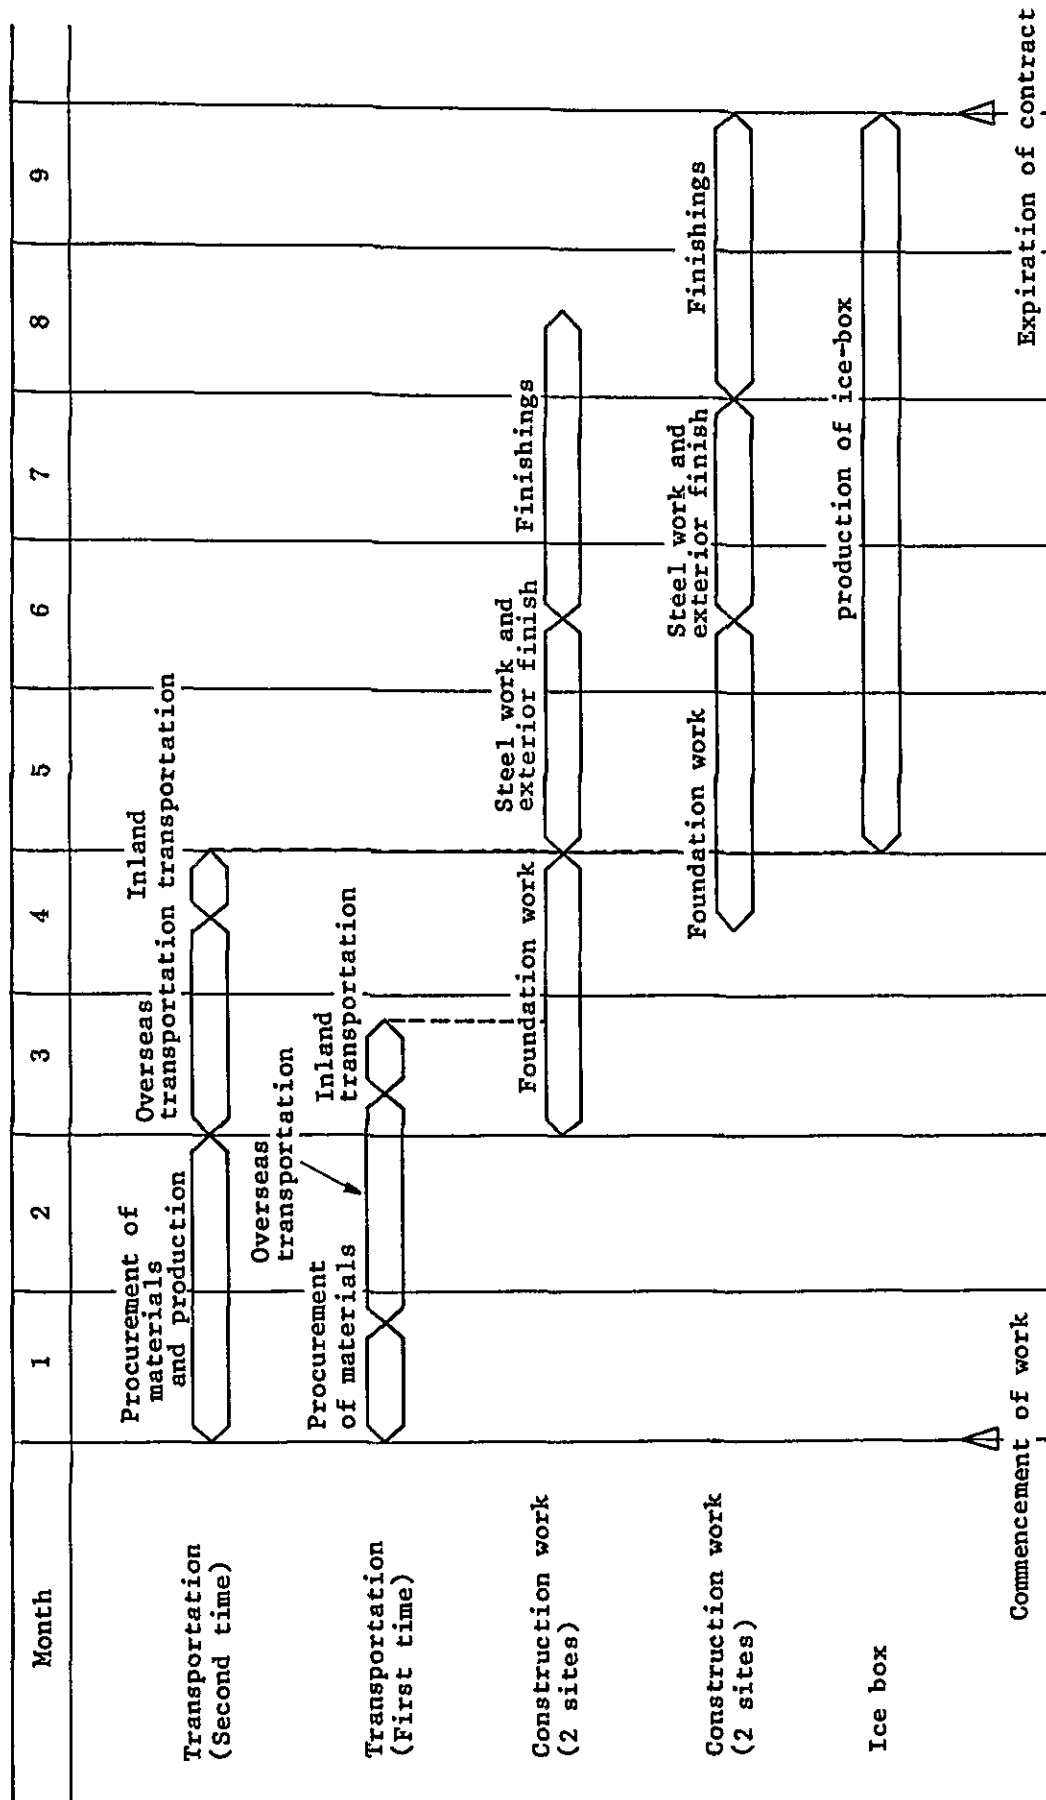 Month 1 2 3 4 5 6 7 8 9
Transportation
(Second time)
Procurement of
materials
and production
Overseas
transportation
Inland
transportation
Transportation
(First time)
Procurement
of materials
Overseas
transportation
Inland
transportation
Construction work
(2 sites)
Foundation work
Steel work and
exterior finish
Finishings
Construction work
(2 sites)
Foundation work
Steel work and
exterior finish
Finishings
Ice box
production of ice-box
Commencement of work
Expiration of contract